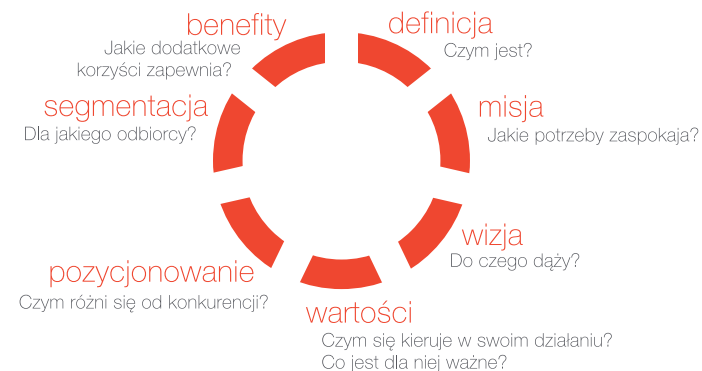 benefity
Jakie dodatkowe
korzyści zapewnia?
definicja
Czym jest?
segmentacja
Dla jakiego odbiorcy?
misja
Jakie potrzeby zaspokaja?
wizja
Do czego dąży?
pozycjonowanie
Czym różni się od konkurencji?
wartości
Czym się kieruje w swoim działaniu?
Co jest dla niej ważne?